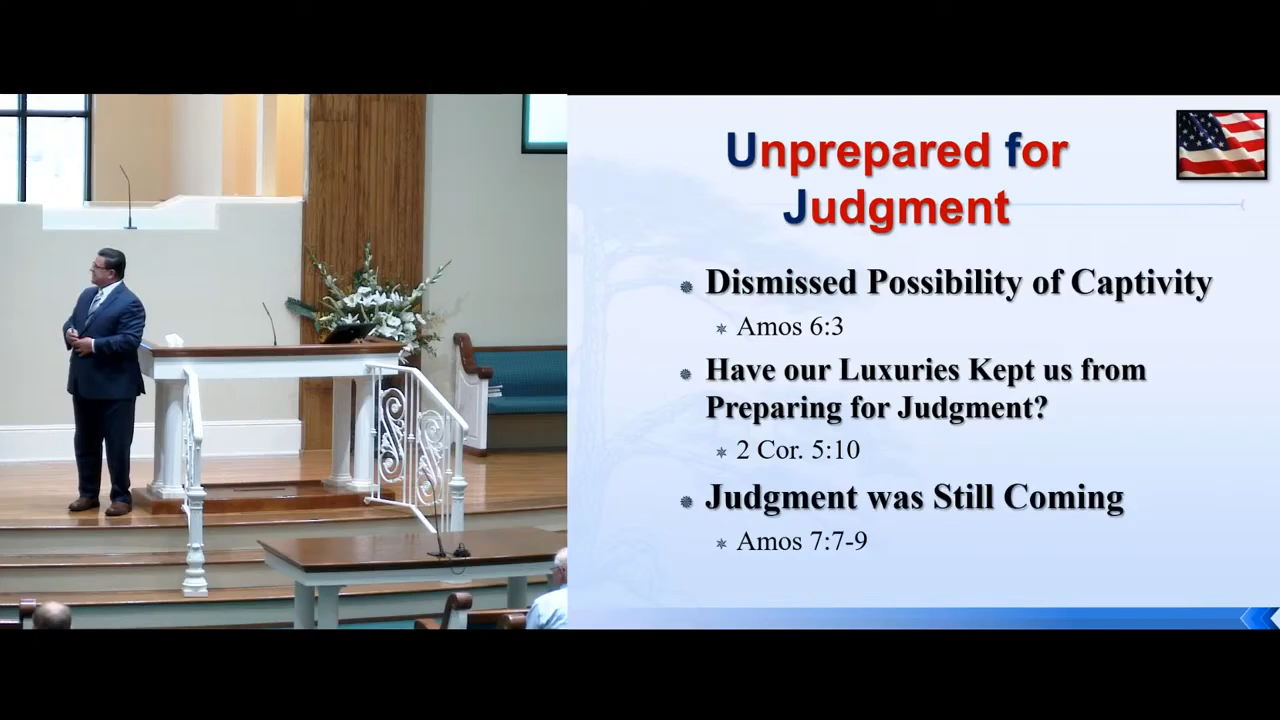 Unprepared for
Judgment
Dismissed Possibility of Captivity
Amos 6:3
Have our Luxuries Kept us from
Preparing for Judgment?
2 Cor. 5:10
Judgment was Still Coming
Amos 7:7-9